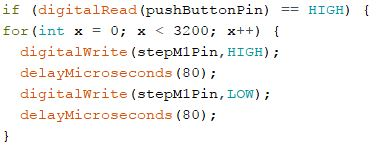 if (digitalRead(pushButtonPin) == HIGH) {
for(int x = 0; x < 3200; x++) {
digitalWrite(stepM1Pin,HIGH);
delayMicroseconds(80);
digitalWrite(stepM1Pin,LOW);
delayMicroseconds(80);
}